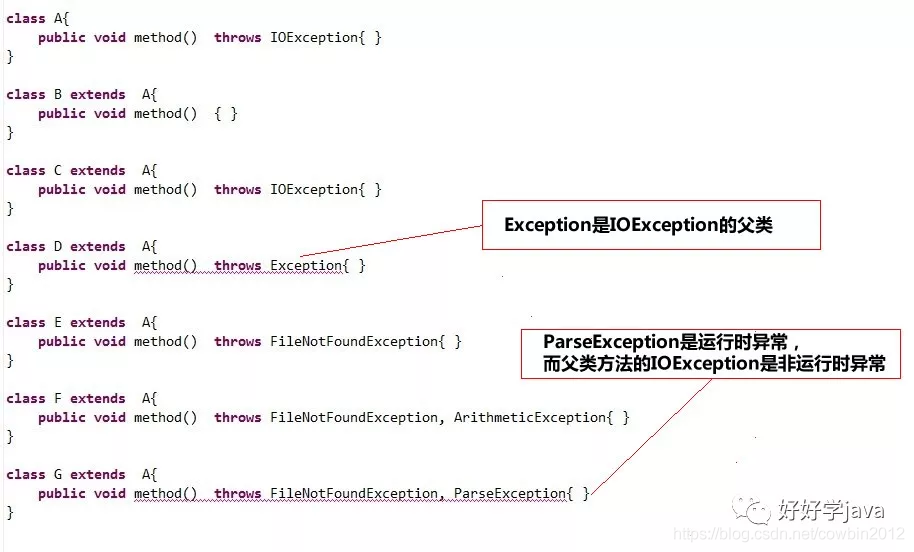 class A{
public void method()  throws IOException{ }
}
class B extends  A{
public void method()  { }
}
class C extends  A{
public void method()  throws IOException{ }
}
class D extends  A{
public void method()  throws Exception{ }
}
Exception是IOException的父类
class E extends  A{
public void method()  throws FileNotFoundException{ }
}
ParseException是运行时异常，
而父类方法的IOException是非运行时异常
class F extends  A{
public void method()  throws FileNotFoundException, ArithmeticException{ }
}
class G extends  A{
public void method()  throws FileNotFoundException, ParseException{ }
}
好好学java
https://blog.csdn.net/cowbin2012